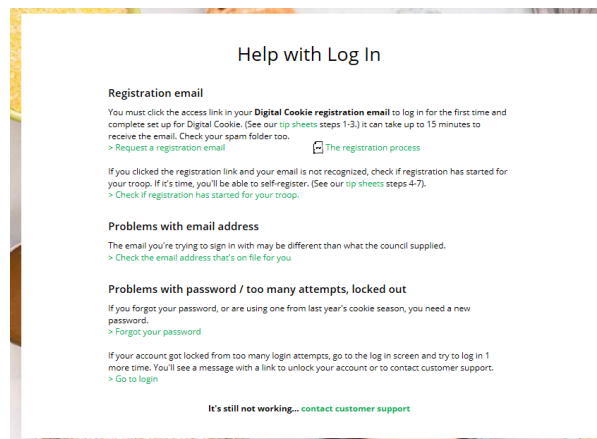 Help with Log In
Registration email
You must click the access link in your Digital Cookie registration email to log in for the first time and
complete set up for Digital Cookie. (See our tip sheets steps 1-3.) it can take up to 15 minutes to
receive the email. Check your spam folder too.
> Request a registration email The registration process
If you clicked the registration link and your email is not recognized, check if registration has started for
your troop. If it's time, you'll be able to self-register. (See our tip sheets steps 4-7).
> Check if registration has started for your troop.
Problems with email address
The email you're trying to sign in with may be different than what the council supplied.
> Check the email address that's on file for you
Problems with password / too many attempts, locked out
If you forgot your password, or are using one from last year's cookie season, you need a new
password.
> Forgot your password
If your account got locked from too many login attempts, go to the log in screen and try to log in 1
more time. You'll see a message with a link to unlock your account or to contact customer support.
> Go to login
It's still not working... contact customer support